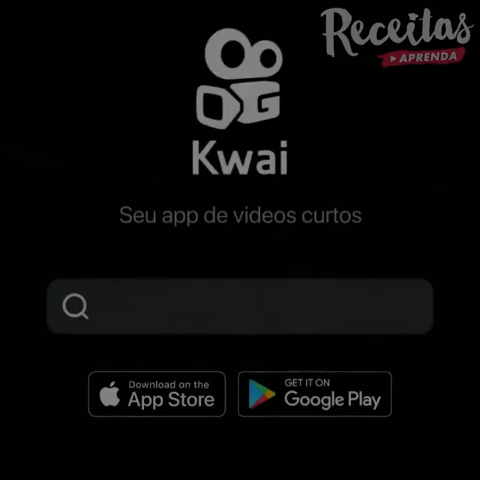 Receitas
APRENDA
Kwai
Seu app de videos curtos
Download on the
App Store
GET IT ON
Google Play